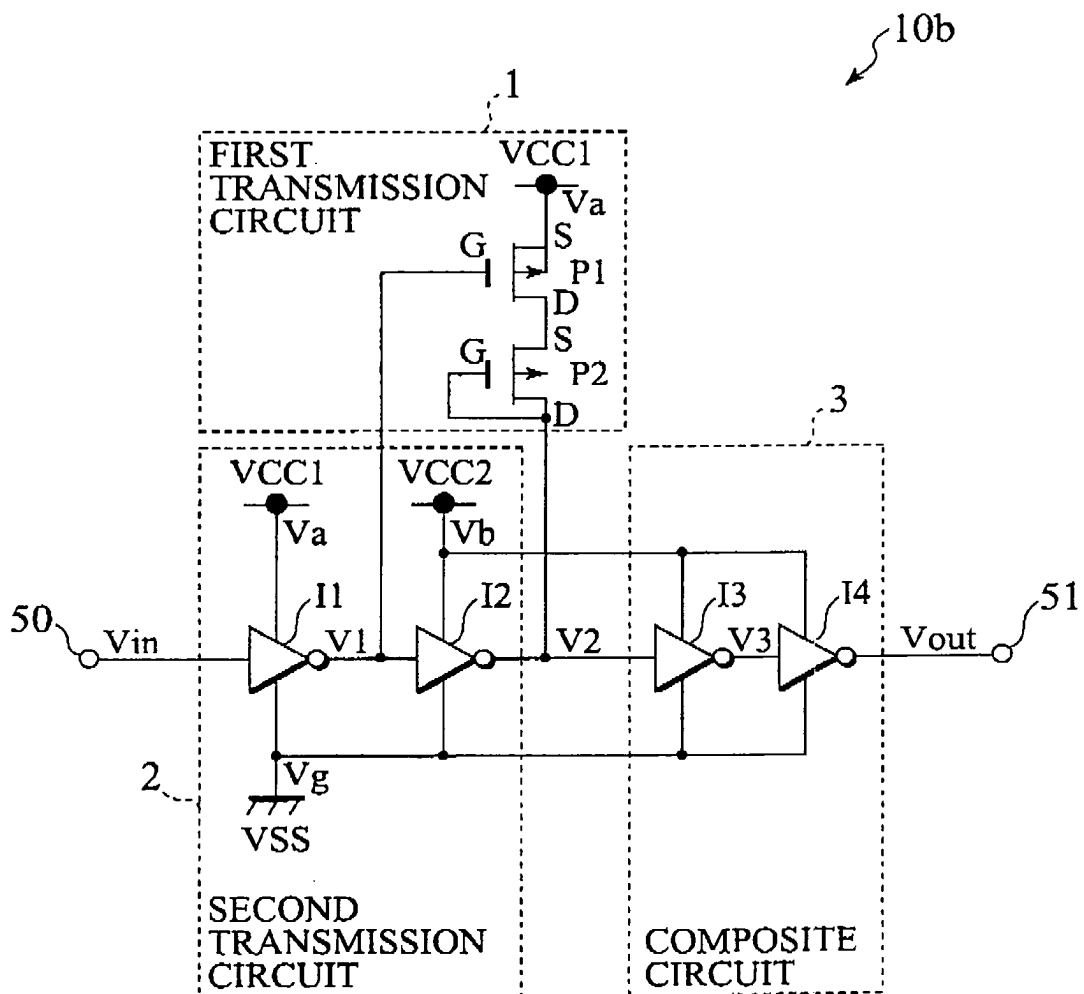 10b
1
FIRST
TRANSMISSION
CIRCUIT
VCC1
Va
S
G
P1
D
S
G
P2
D
3
VCC1
VCC2
Va
Vb
I1
I2
I3
I4
50
51
Vin
V1
V2
V3
Vout
2
Vg
VSS
SECOND
TRANSMISSION
CIRCUIT
COMPOSITE
CIRCUIT